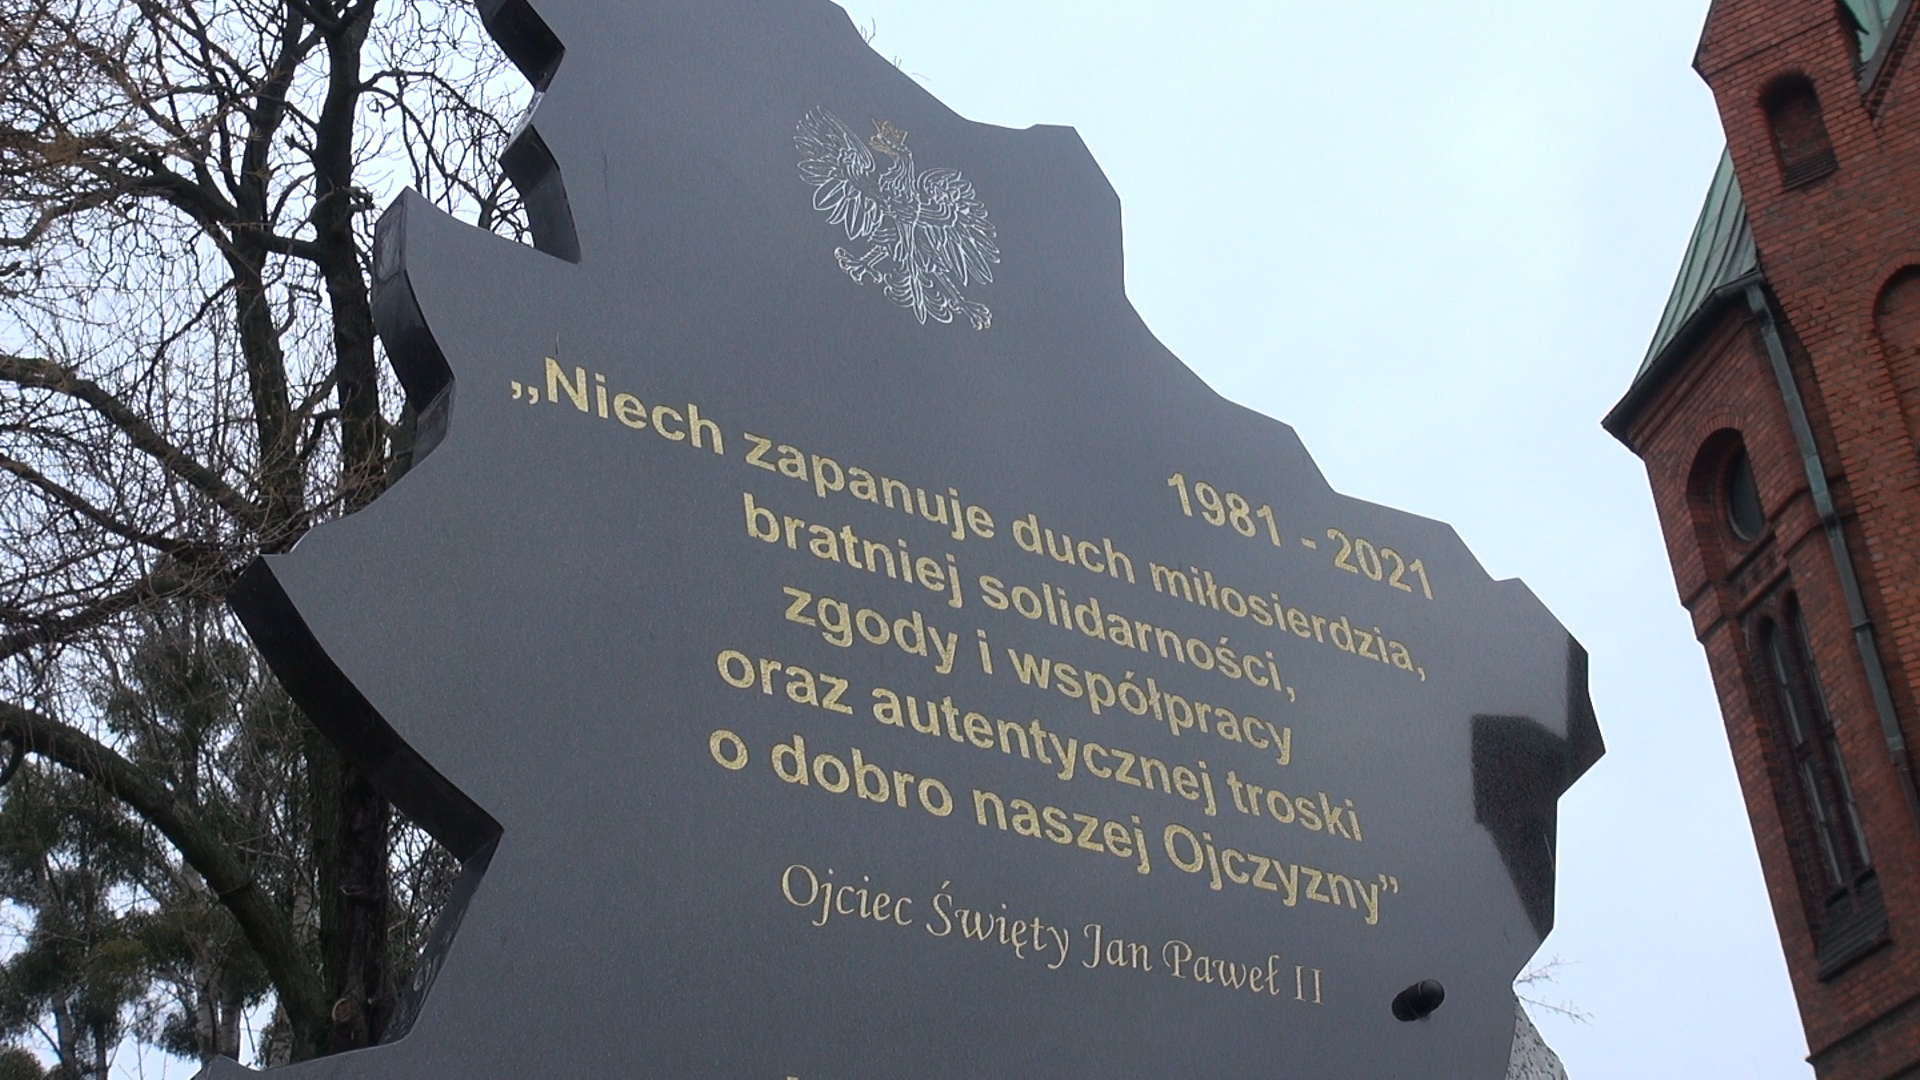 1981 - 2021
„Niech zapanuje duch miłosierdzia,
bratniej solidarności,
zgody i współpracy
oraz autentycznej troski
o dobro naszej Ojczyzny”
Ojciec Święty Jan Paweł II